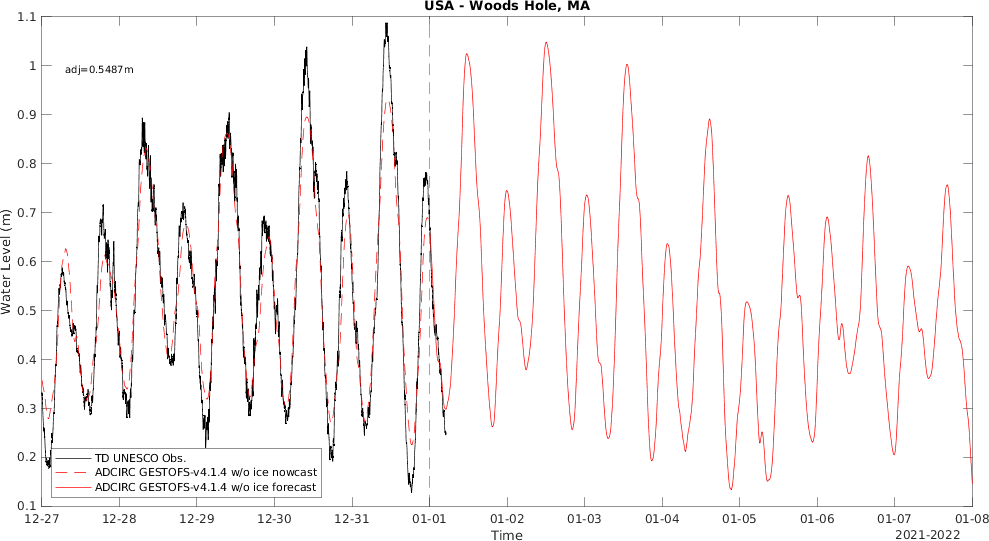 USA - Woods Hole, MA
adj=0.5487m
1.1
1
0.9
0.8
0.7
0.6
0.5
0.4
0.3
0.2
0.1
Water Level (m)
TD UNESCO Obs.
ADCIRC GESTOFS-v4.1.4 w/o ice nowcast
ADCIRC GESTOFS-v4.1.4 w/o ice forecast
12-27 12-28 12-29 12-30 12-31 01-01 01-02 01-03 01-04 01-05 01-06 01-07 01-08
Time
2021-2022